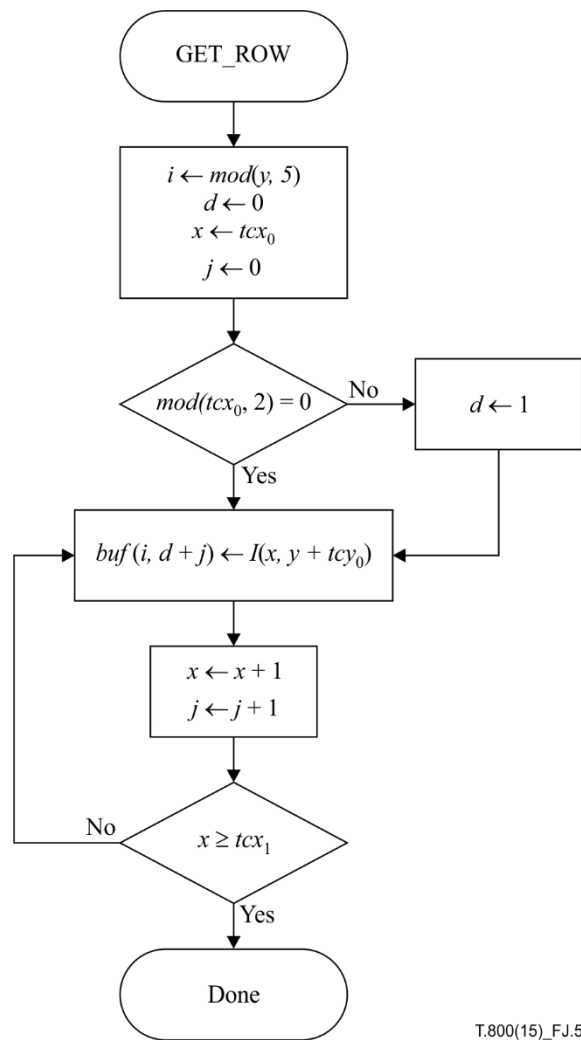 GET_ROW
i ← mod(y, 5)
d ← 0
x ← tcx₀
j ← 0
mod(tcx₀, 2) = 0
No
d ← 1
Yes
buf (i, d + j) ← I(x, y + tcy₀)
x ← x + 1
j ← j + 1
No
x ≥ tcx₁
Yes
Done
T.800(15)_FJ.5